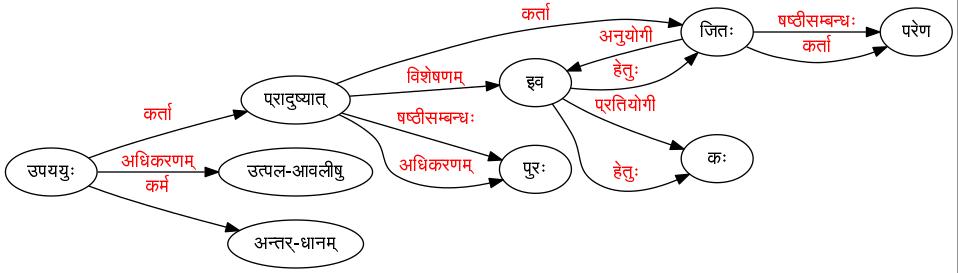 कर्ता
षष्ठीसम्बन्धः
जितः
परेण
अनुयोगी
कर्ता
विशेषणम्
हेतुः
इव
प्रादुष्यात्
प्रतियोगी
कर्ता
षष्ठीसम्बन्धः
कः
अधिकरणम्
अधिकरणम्
पुरः
हेतुः
उपययुः
उत्पल-आवलीषु
कर्म
अन्तर्-धानम्